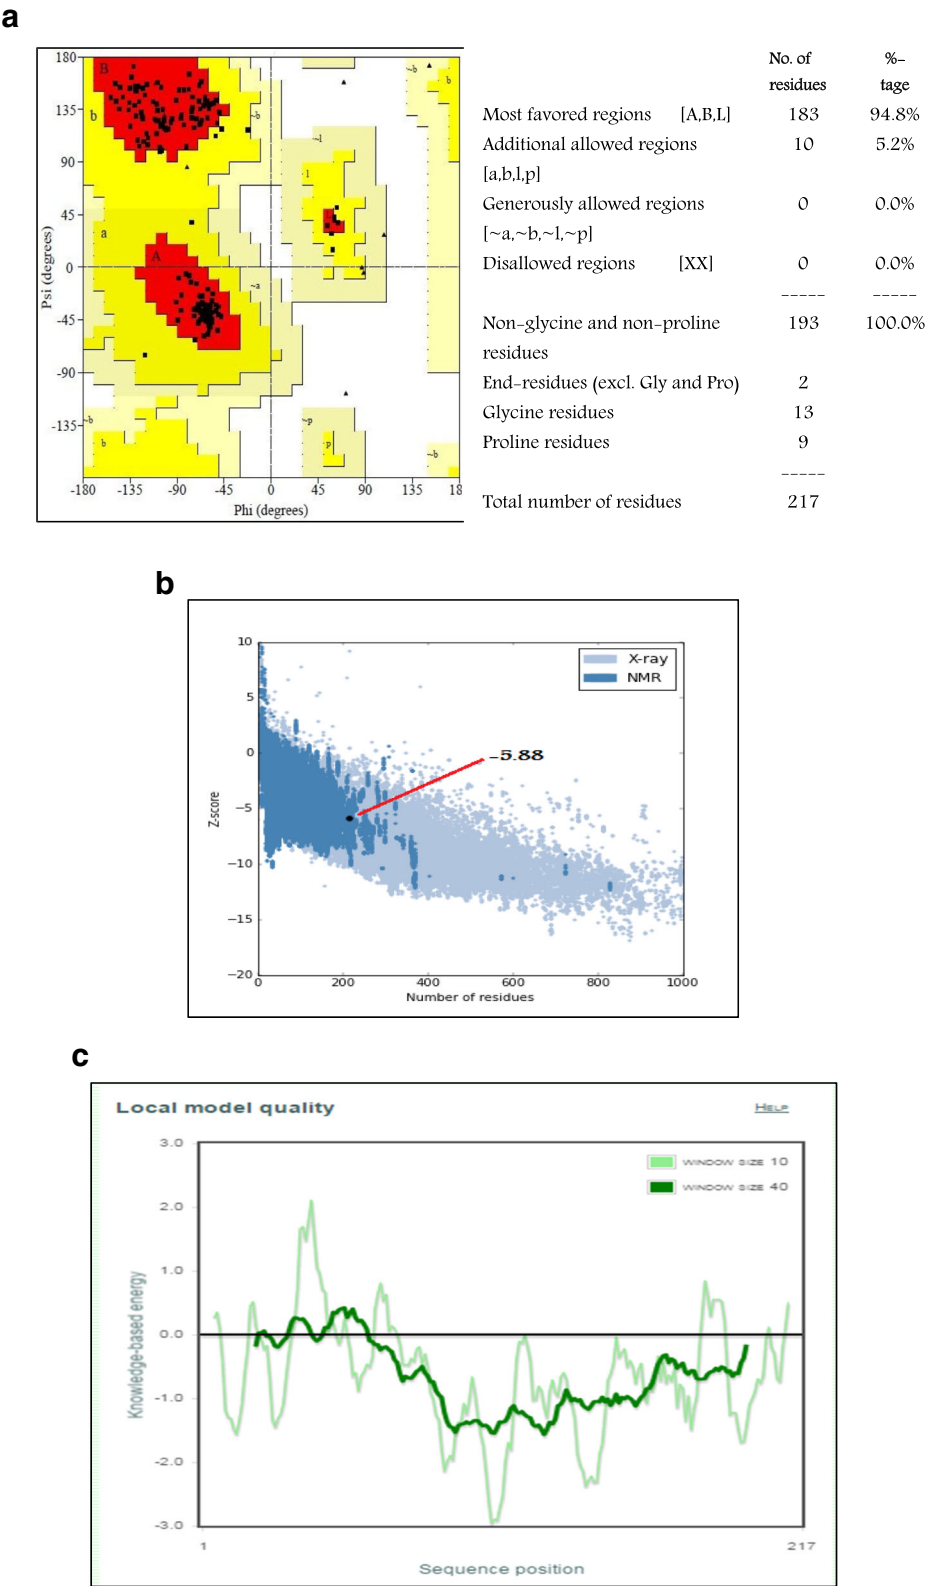 a
No. of %-
residues tage
Most favored regions [A,B,L] 183 94.8%
Additional allowed regions 10 5.2%
[a,b,l,p]
Generously allowed regions 0 0.0%
[~a,~b,~l,~p]
Disallowed regions [XX] 0 0.0%
----- -----
Non-glycine and non-proline 193 100.0%
residues
End-residues (excl. Gly and Pro) 2
Glycine residues 13
Proline residues 9
-----
Total number of residues 217
180
135
90
45
0
-45
-90
-135
Psi (degrees)
B
b
~b
~b
b
~l
l
a
A
~a
~b
b
~p
p
~b
-180 -135 -90 -45 0 45 90 135 18
Phi (degrees)
b
10
5
0
−5
−10
−15
−20
Z-score
X-ray
NMR
-5.88
0 200 400 600 800 1000
Number of residues
c
Local model quality
HELP
3.0
2.0
1.0
0.0
-1.0
-2.0
-3.0
Knowledge-based energy
WINDOW SIZE 10
WINDOW SIZE 40
1 217
Sequence position